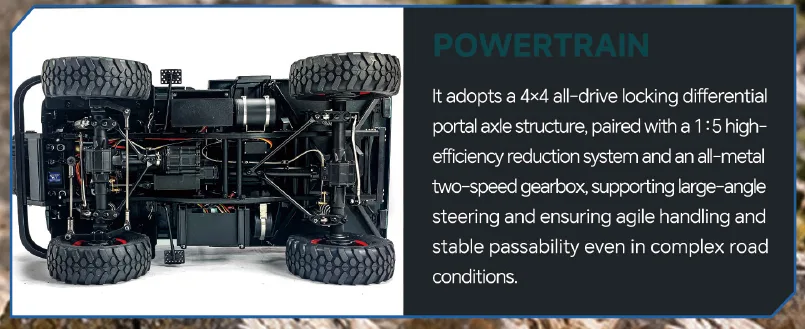 POWERTRAIN
It adopts a 4×4 all-drive locking differential
portal axle structure, paired with a 1:5 high-
efficiency reduction system and an all-metal
two-speed gearbox, supporting large-angle
steering and ensuring agile handling and
stable passability even in complex road
conditions.